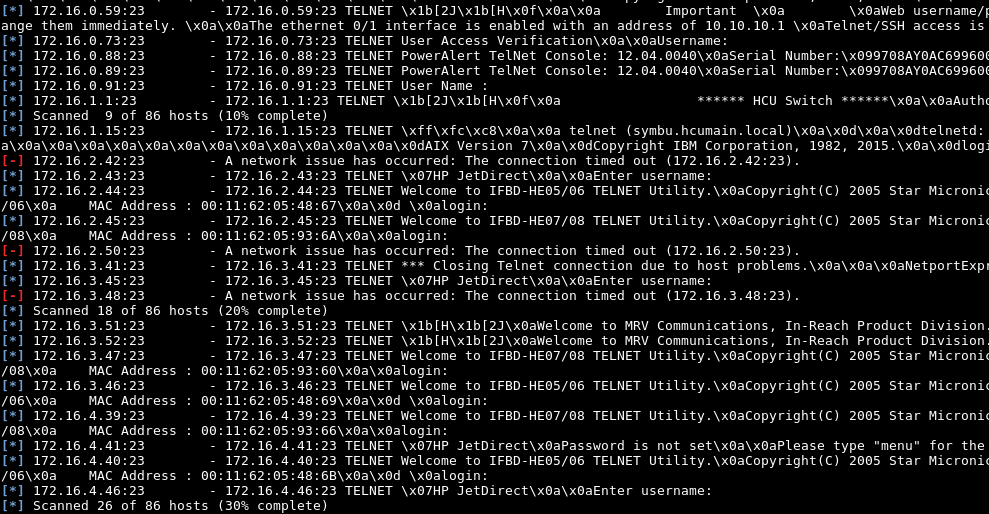 [*] 172.16.0.59:23        - 172.16.0.59:23 TELNET \x1b[2J\x1b[H\x0f\x0a\x0a        Important  \x0a        \x0aWeb username/p
ange them immediately. \x0a\x0aThe ethernet 0/1 interface is enabled with an address of 10.10.10.1 \x0aTelnet/SSH access is
[*] 172.16.0.73:23        - 172.16.0.73:23 TELNET User Access Verification\x0a\x0aUsername:
[*] 172.16.0.88:23        - 172.16.0.88:23 TELNET PowerAlert TelNet Console: 12.04.0040\x0aSerial Number:\x099708AY0AC699600
[*] 172.16.0.89:23        - 172.16.0.89:23 TELNET PowerAlert TelNet Console: 12.04.0040\x0aSerial Number:\x099708AY0AC699600
[*] 172.16.0.91:23        - 172.16.0.91:23 TELNET User Name :
[*] 172.16.1.1:23         - 172.16.1.1:23 TELNET \x1b[2J\x1b[H\x0f\x0a                 ****** HCU Switch ******\x0a\x0aAutho
[*] Scanned  9 of 86 hosts (10% complete)
[*] 172.16.1.15:23        - 172.16.1.15:23 TELNET \xff\xfc\xc8\x0a\x0a telnet (symbu.hcumain.local)\x0a\x0d\x0a\x0dtelnetd:
a\x0a\x0a\x0a\x0a\x0a\x0a\x0a\x0a\x0a\x0a\x0a\x0dAIX Version 7\x0a\x0dCopyright IBM Corporation, 1982, 2015.\x0a\x0dlogi
[-] 172.16.2.42:23        - A network issue has occurred: The connection timed out (172.16.2.42:23).
[*] 172.16.2.43:23        - 172.16.2.43:23 TELNET \x07HP JetDirect\x0a\x0aEnter username:
[*] 172.16.2.44:23        - 172.16.2.44:23 TELNET Welcome to IFBD-HE05/06 TELNET Utility.\x0aCopyright(C) 2005 Star Micronic
/06\x0a    MAC Address : 00:11:62:05:48:67\x0a\x0d \x0alogin:
[*] 172.16.2.45:23        - 172.16.2.45:23 TELNET Welcome to IFBD-HE07/08 TELNET Utility.\x0aCopyright(C) 2005 Star Micronic
/08\x0a    MAC Address : 00:11:62:05:93:6A\x0a\x0alogin:
[-] 172.16.2.50:23        - A network issue has occurred: The connection timed out (172.16.2.50:23).
[*] 172.16.3.41:23        - 172.16.3.41:23 TELNET *** Closing Telnet connection due to host problems.\x0a\x0a\x0aNetportExpr
[*] 172.16.3.45:23        - 172.16.3.45:23 TELNET \x07HP JetDirect\x0a\x0aEnter username:
[-] 172.16.3.48:23        - A network issue has occurred: The connection timed out (172.16.3.48:23).
[*] Scanned 18 of 86 hosts (20% complete)
[*] 172.16.3.51:23        - 172.16.3.51:23 TELNET \x1b[H\x1b[2J\x0aWelcome to MRV Communications, In-Reach Product Division.
[*] 172.16.3.52:23        - 172.16.3.52:23 TELNET \x1b[H\x1b[2J\x0aWelcome to MRV Communications, In-Reach Product Division.
[*] 172.16.3.47:23        - 172.16.3.47:23 TELNET Welcome to IFBD-HE07/08 TELNET Utility.\x0aCopyright(C) 2005 Star Micronic
/08\x0a    MAC Address : 00:11:62:05:93:60\x0a\x0alogin:
[*] 172.16.3.46:23        - 172.16.3.46:23 TELNET Welcome to IFBD-HE05/06 TELNET Utility.\x0aCopyright(C) 2005 Star Micronic
/06\x0a    MAC Address : 00:11:62:05:48:69\x0a\x0d \x0alogin:
[*] 172.16.4.39:23        - 172.16.4.39:23 TELNET Welcome to IFBD-HE07/08 TELNET Utility.\x0aCopyright(C) 2005 Star Micronic
/08\x0a    MAC Address : 00:11:62:05:93:66\x0a\x0alogin:
[*] 172.16.4.41:23        - 172.16.4.41:23 TELNET \x07HP JetDirect\x0aPassword is not set\x0a\x0aPlease type "menu" for the
[*] 172.16.4.40:23        - 172.16.4.40:23 TELNET Welcome to IFBD-HE05/06 TELNET Utility.\x0aCopyright(C) 2005 Star Micronic
/06\x0a    MAC Address : 00:11:62:05:48:6B\x0a\x0d \x0alogin:
[*] 172.16.4.46:23        - 172.16.4.46:23 TELNET \x07HP JetDirect\x0a\x0aEnter username:
[*] Scanned 26 of 86 hosts (30% complete)